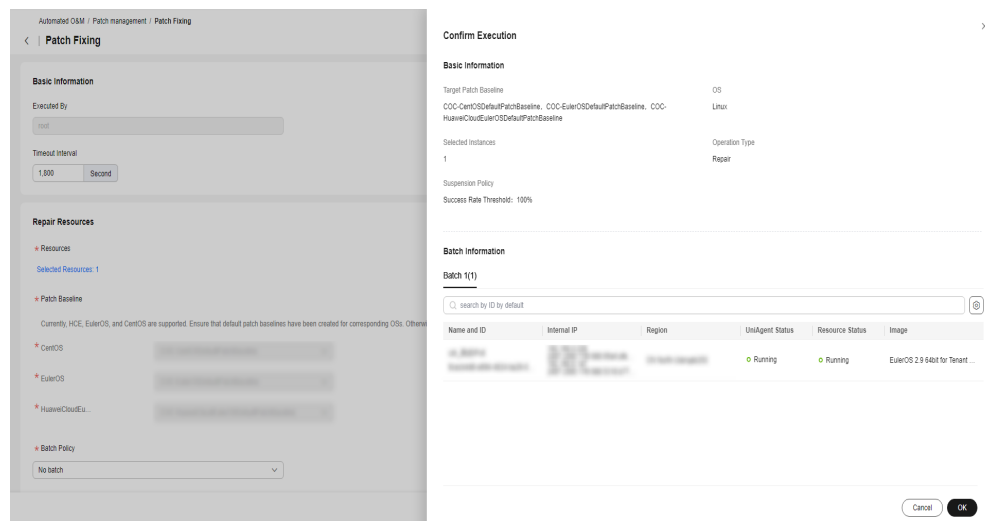 Automated O&M / Patch management / Patch Fixing
Patch Fixing
Basic Information
Executed By
root
Timeout Interval
1,800 Second
Repair Resources
* Resources
Selected Resources: 1
* Patch Baseline
Currently, HCE, EulerOS, and CentOS are supported. Ensure that default patch baselines have been created for corresponding OSs. Otherwi
* CentOS
* EulerOS
* HuaweiCloudEu...
* Batch Policy
No batch
Confirm Execution
Basic Information
Target Patch Baseline
COC-CentOSDefaultPatchBaseline, COC-EulerOSDefaultPatchBaseline, COC-
HuaweiCloudEulerOSDefaultPatchBaseline
OS
Linux
Selected Instances
1
Operation Type
Repair
Suspension Policy
Success Rate Threshold: 100%
Batch Information
Batch 1(1)
search by ID by default
Name and ID Internal IP Region UniAgent Status Resource Status Image
Running Running EulerOS 2.9 64bit for Tenant ...
Cancel OK